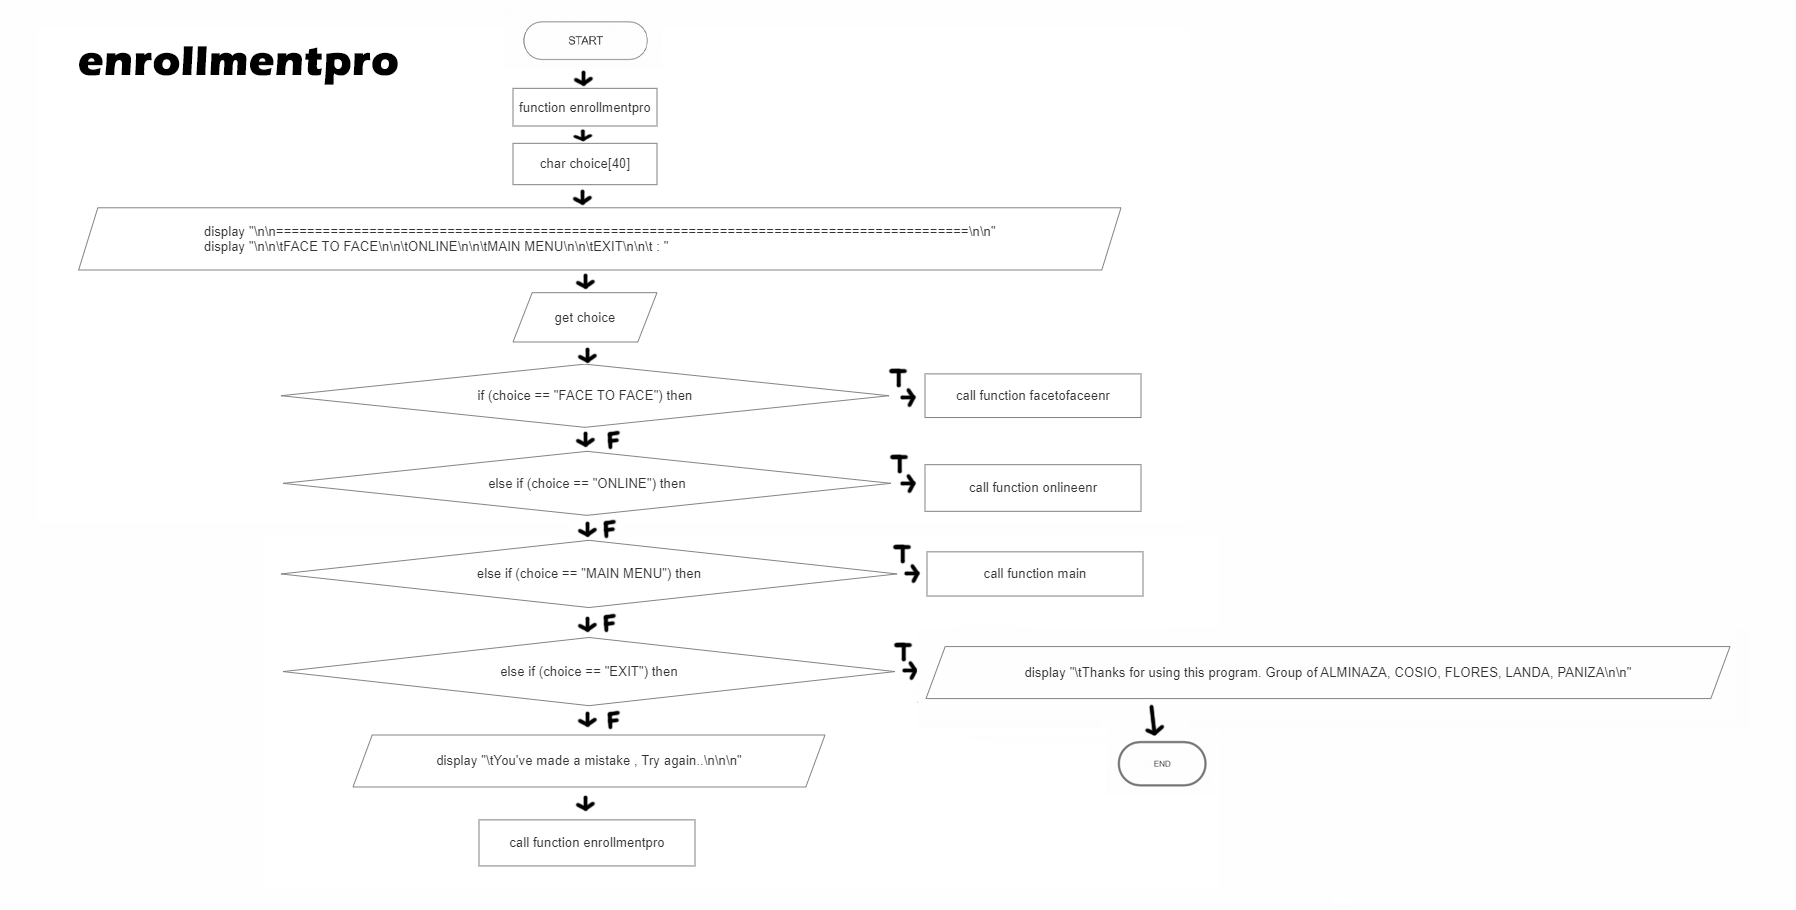 enrollmentpro
START
function enrollmentpro
char choice[40]
display "\n\n=========================================================================================\n\n"
display "\n\n\tFACE TO FACE\n\n\tONLINE\n\n\tMAIN MENU\n\n\tEXIT\n\n\t : "
get choice
if (choice == "FACE TO FACE") then
T
call function facetofaceenr
F
else if (choice == "ONLINE") then
T
call function onlineenr
F
else if (choice == "MAIN MENU") then
T
call function main
F
else if (choice == "EXIT") then
T
display "\tThanks for using this program. Group of ALMINAZA, COSIO, FLORES, LANDA, PANIZA\n\n"
F
END
display "\tYou've made a mistake , Try again..\n\n\n"
call function enrollmentpro